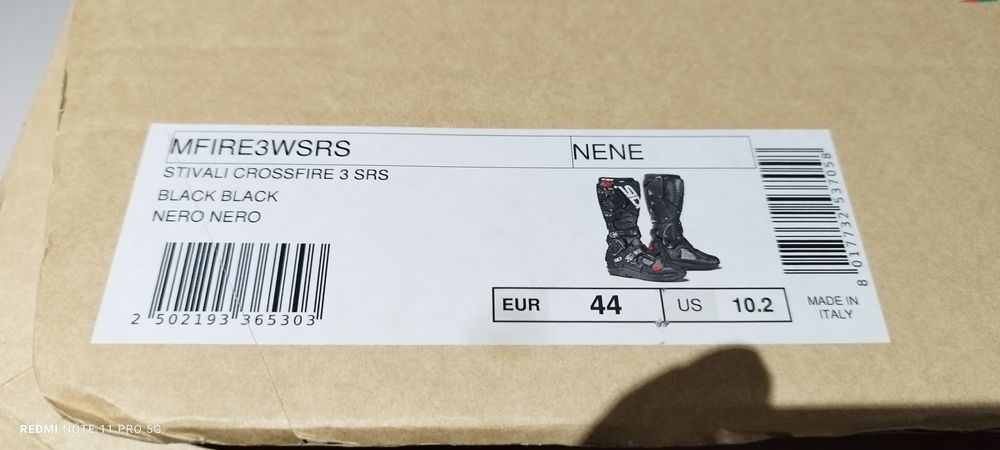 MFIRE3WSRS
NENE
STIVALI CROSSFIRE 3 SRS
BLACK BLACK
NERO NERO
SIDI
2 502193 365303
EUR 44 US 10.2
8 017732 537058
MADE IN
ITALY
REDMI NOTE 11 PRO 5G